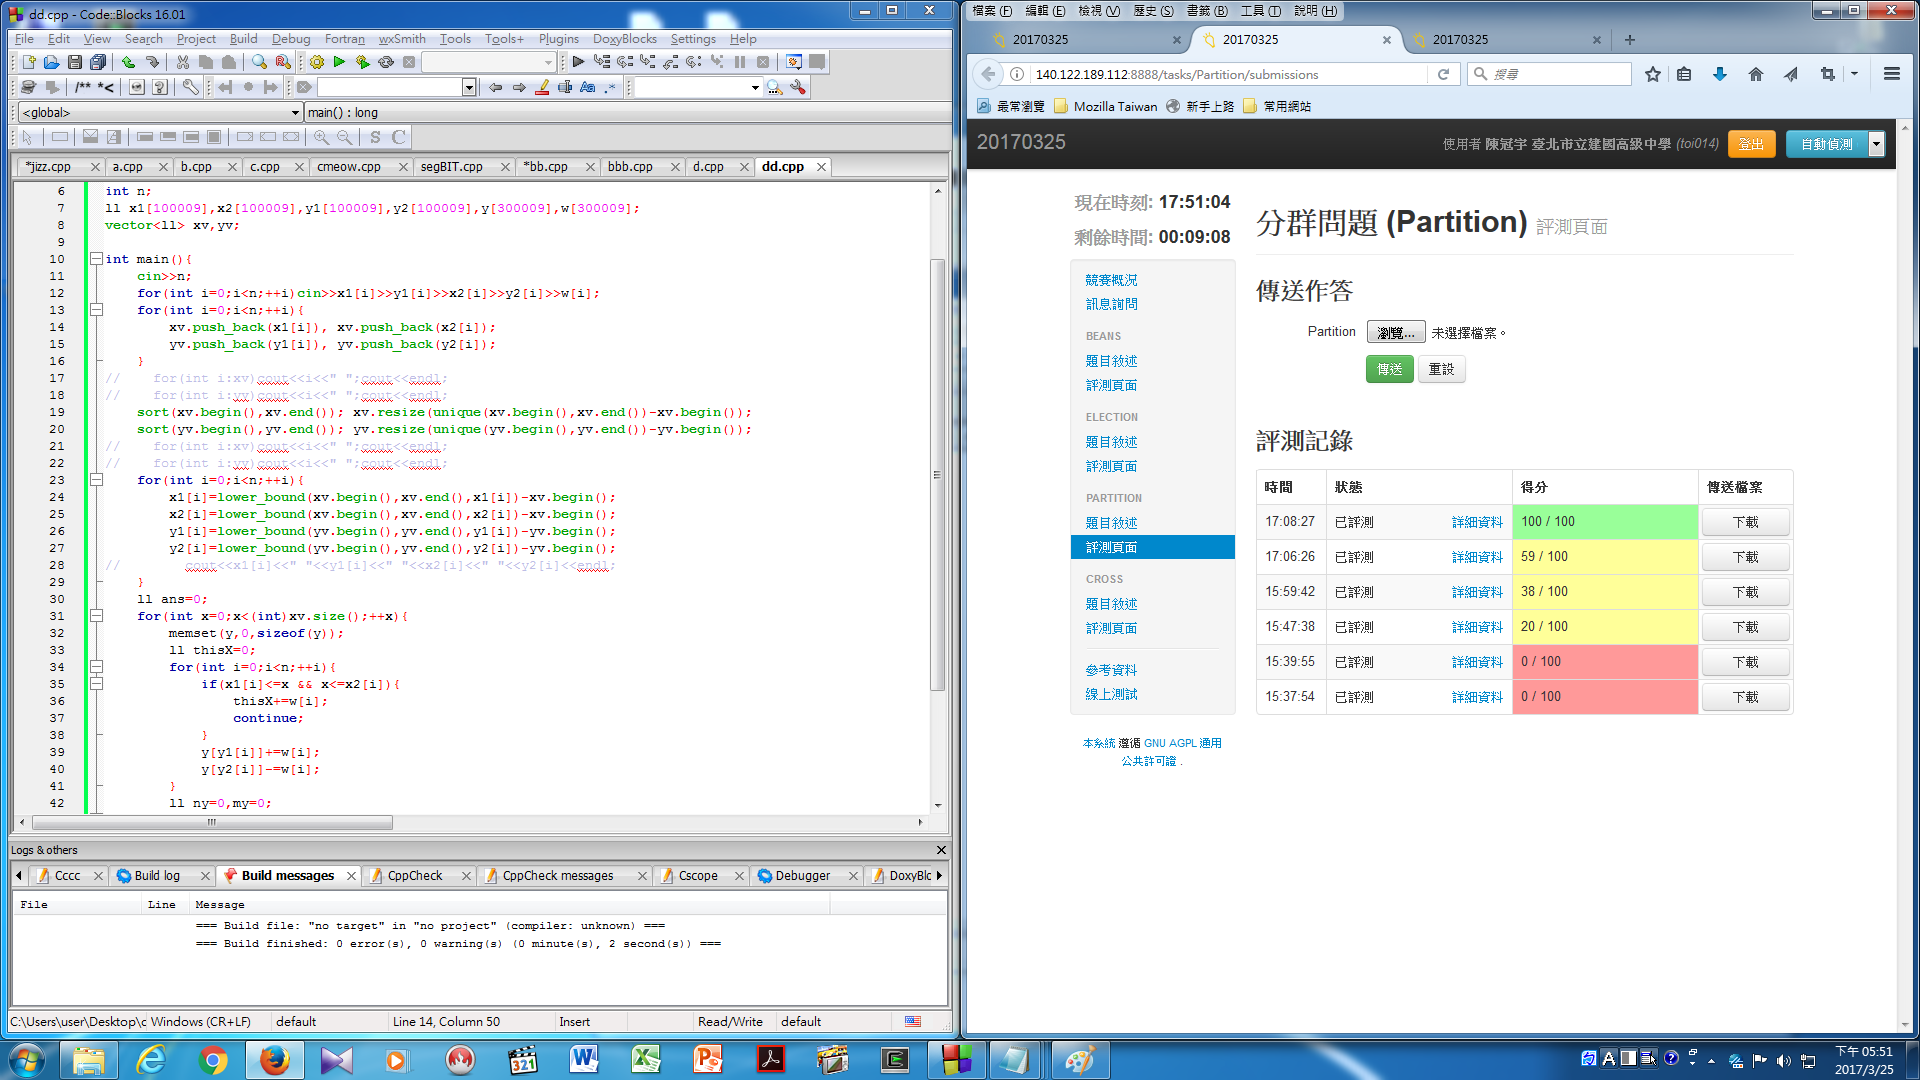 dd.cpp - Code::Blocks 16.01
File Edit View Search Project Build Debug Fortran wxSmith Tools Tools+ Plugins DoxyBlocks Settings Help
/** *<
<global>
main() : long
S C
*jizz.cpp a.cpp b.cpp c.cpp cmeow.cpp segBIT.cpp *bb.cpp bbb.cpp d.cpp dd.cpp
6 int n;
7 ll x1[100009],x2[100009],y1[100009],y2[100009],y[300009],w[300009];
8 vector<ll> xv,yv;
9
10 int main(){
11 cin>>n;
12 for(int i=0;i<n;++i)cin>>x1[i]>>y1[i]>>x2[i]>>y2[i]>>w[i];
13 for(int i=0;i<n;++i){
14 xv.push_back(x1[i]), xv.push_back(x2[i]);
15 yv.push_back(y1[i]), yv.push_back(y2[i]);
16 }
17 // for(int i:xv)cout<<i<<" ";cout<<endl;
18 // for(int i:yv)cout<<i<<" ";cout<<endl;
19 sort(xv.begin(),xv.end()); xv.resize(unique(xv.begin(),xv.end())-xv.begin());
20 sort(yv.begin(),yv.end()); yv.resize(unique(yv.begin(),yv.end())-yv.begin());
21 // for(int i:xv)cout<<i<<" ";cout<<endl;
22 // for(int i:yv)cout<<i<<" ";cout<<endl;
23 for(int i=0;i<n;++i){
24 x1[i]=lower_bound(xv.begin(),xv.end(),x1[i])-xv.begin();
25 x2[i]=lower_bound(xv.begin(),xv.end(),x2[i])-xv.begin();
26 y1[i]=lower_bound(yv.begin(),yv.end(),y1[i])-yv.begin();
27 y2[i]=lower_bound(yv.begin(),yv.end(),y2[i])-yv.begin();
28 // cout<<x1[i]<<" "<<y1[i]<<" "<<x2[i]<<" "<<y2[i]<<endl;
29 }
30 ll ans=0;
31 for(int x=0;x<(int)xv.size();++x){
32 memset(y,0,sizeof(y));
33 ll thisX=0;
34 for(int i=0;i<n;++i){
35 if(x1[i]<=x && x<=x2[i]){
36 thisX+=w[i];
37 continue;
38 }
39 y[y1[i]]+=w[i];
40 y[y2[i]]-=w[i];
41 }
42 ll ny=0,my=0;
Logs & others
Cccc Build log Build messages CppCheck CppCheck messages Cscope Debugger DoxyBlo
File Line Message
=== Build file: "no target" in "no project" (compiler: unknown) ===
=== Build finished: 0 error(s), 0 warning(s) (0 minute(s), 2 second(s)) ===
C:\Users\user\Desktop\c Windows (CR+LF) default Line 14, Column 50 Insert Read/Write default
檔案 (F) 編輯 (E) 檢視 (V) 歷史 (S) 書籤 (B) 工具 (T) 說明 (H)
20170325 20170325 20170325
140.122.189.112:8888/tasks/Partition/submissions
搜尋
最常瀏覽 Mozilla Taiwan 新手上路 常用網站
20170325
使用者 陳冠宇 臺北市立建國高級中學 (toi014) 登出 自動偵測
現在時刻: 17:51:04
剩餘時間: 00:09:08
競賽概況
訊息詢問
BEANS
題目敘述
評測頁面
ELECTION
題目敘述
評測頁面
PARTITION
題目敘述
評測頁面
CROSS
題目敘述
評測頁面
參考資料
線上測試
本系統 遵循 GNU AGPL 通用
公共許可證 .
分群問題 (Partition) 評測頁面
傳送作答
Partition 瀏覽... 未選擇檔案。
傳送 重設
評測記錄
時間 狀態 得分 傳送檔案
17:08:27 已評測 詳細資料 100 / 100 下載
17:06:26 已評測 詳細資料 59 / 100 下載
15:59:42 已評測 詳細資料 38 / 100 下載
15:47:38 已評測 詳細資料 20 / 100 下載
15:39:55 已評測 詳細資料 0 / 100 下載
15:37:54 已評測 詳細資料 0 / 100 下載
321
下午 05:51
2017/3/25